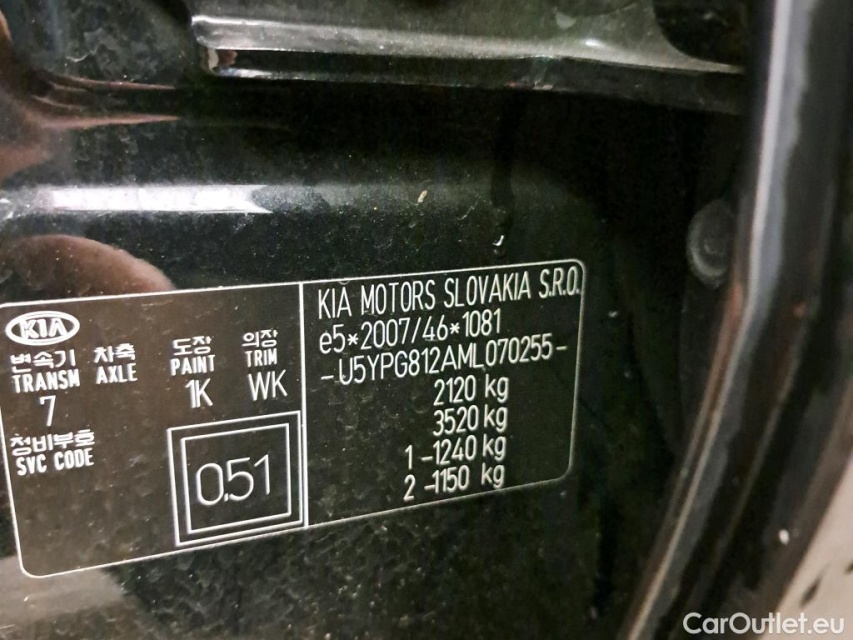 KIA
변속기 차축 도장 의장
TRANSM AXLE PAINT TRIM
7 1K WK
정비부호
SVC CODE
0.51
KIA MOTORS SLOVAKIA S.R.O.
e5*2007/46*1081
-U5YPG812AML070255-
2120 kg
3520 kg
1 -1240 kg
2 -1150 kg
CarOutlet.eu